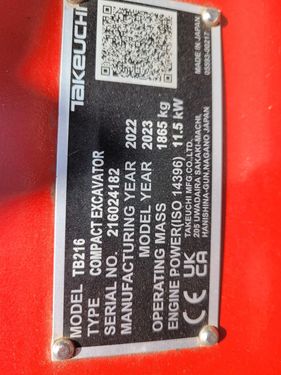 TAKEUCHI
MODEL TB216
TYPE COMPACT EXCAVATOR
SERIAL NO. 216024182
MANUFACTURING YEAR 2022
MODEL YEAR 2023
OPERATING MASS 1865 kg
ENGINE POWER(ISO 14396) 11.5 kW
TAKEUCHI MFG.CO.,LTD.
205 UWADAIRA SAKAKI-MACHI,
HANISHINA-GUN,NAGANO JAPAN
CE UK
CA
MADE IN JAPAN
05093-00217